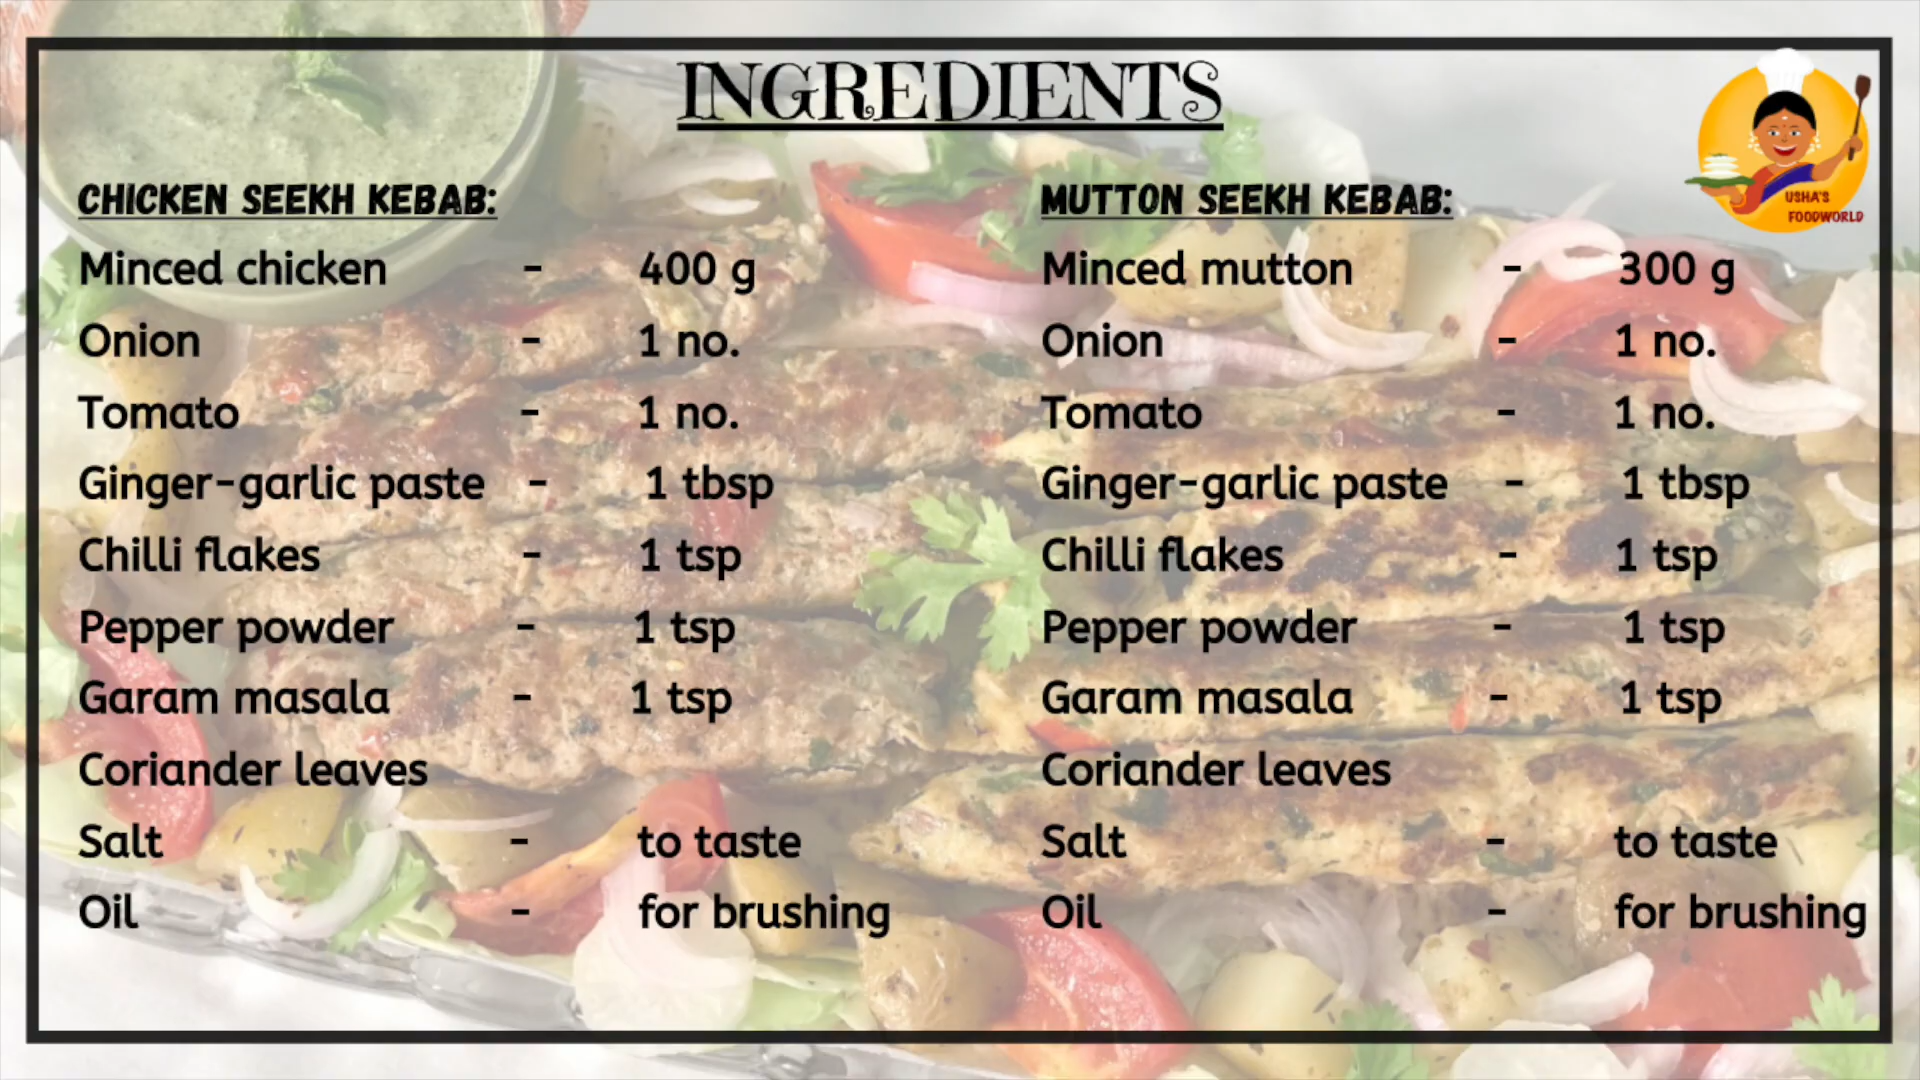 INGREDIENTS
USHA'S
FOODWORLD
CHICKEN SEEKH KEBAB:
Minced chicken - 400 g
Onion - 1 no.
Tomato - 1 no.
Ginger-garlic paste - 1 tbsp
Chilli flakes - 1 tsp
Pepper powder - 1 tsp
Garam masala - 1 tsp
Coriander leaves
Salt - to taste
Oil - for brushing
MUTTON SEEKH KEBAB:
Minced mutton - 300 g
Onion - 1 no.
Tomato - 1 no.
Ginger-garlic paste - 1 tbsp
Chilli flakes - 1 tsp
Pepper powder - 1 tsp
Garam masala - 1 tsp
Coriander leaves
Salt - to taste
Oil - for brushing